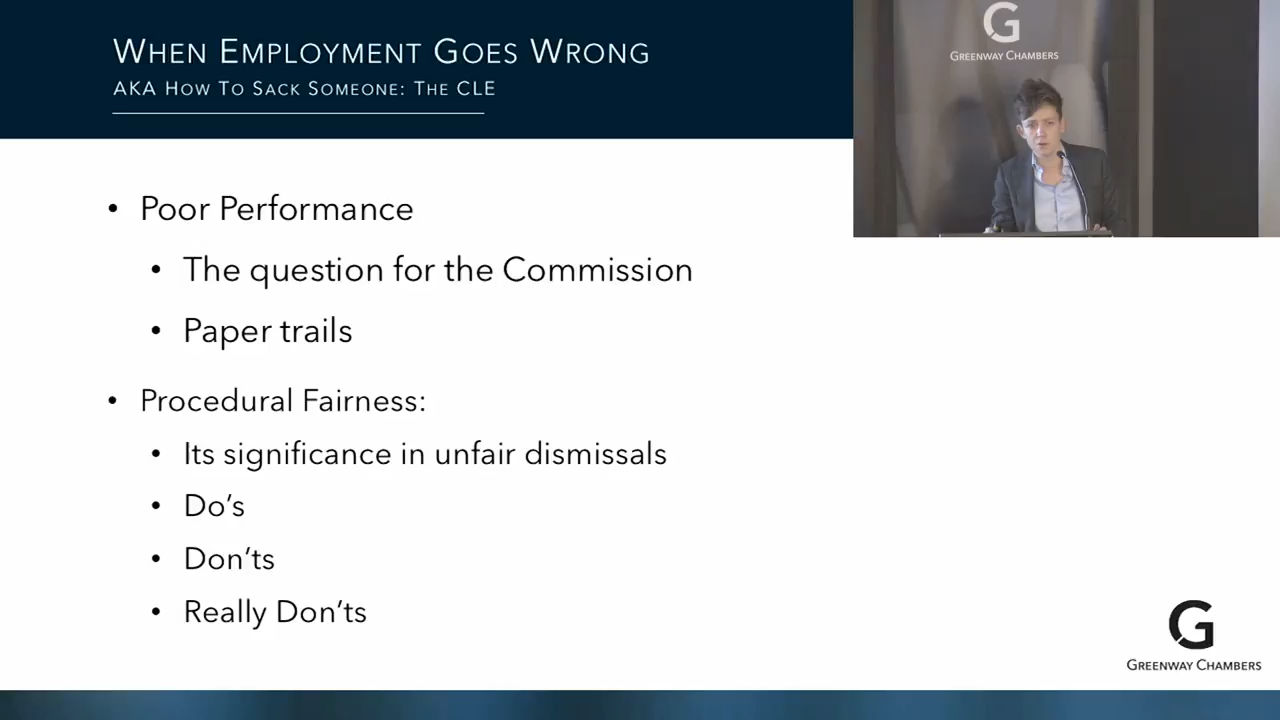 WHEN EMPLOYMENT GOES WRONG
AKA HOW TO SACK SOMEONE: THE CLE
G
GREENWAY CHAMBERS
• Poor Performance
• The question for the Commission
• Paper trails
• Procedural Fairness:
• Its significance in unfair dismissals
• Do’s
• Don’ts
• Really Don’ts
G
GREENWAY CHAMBERS